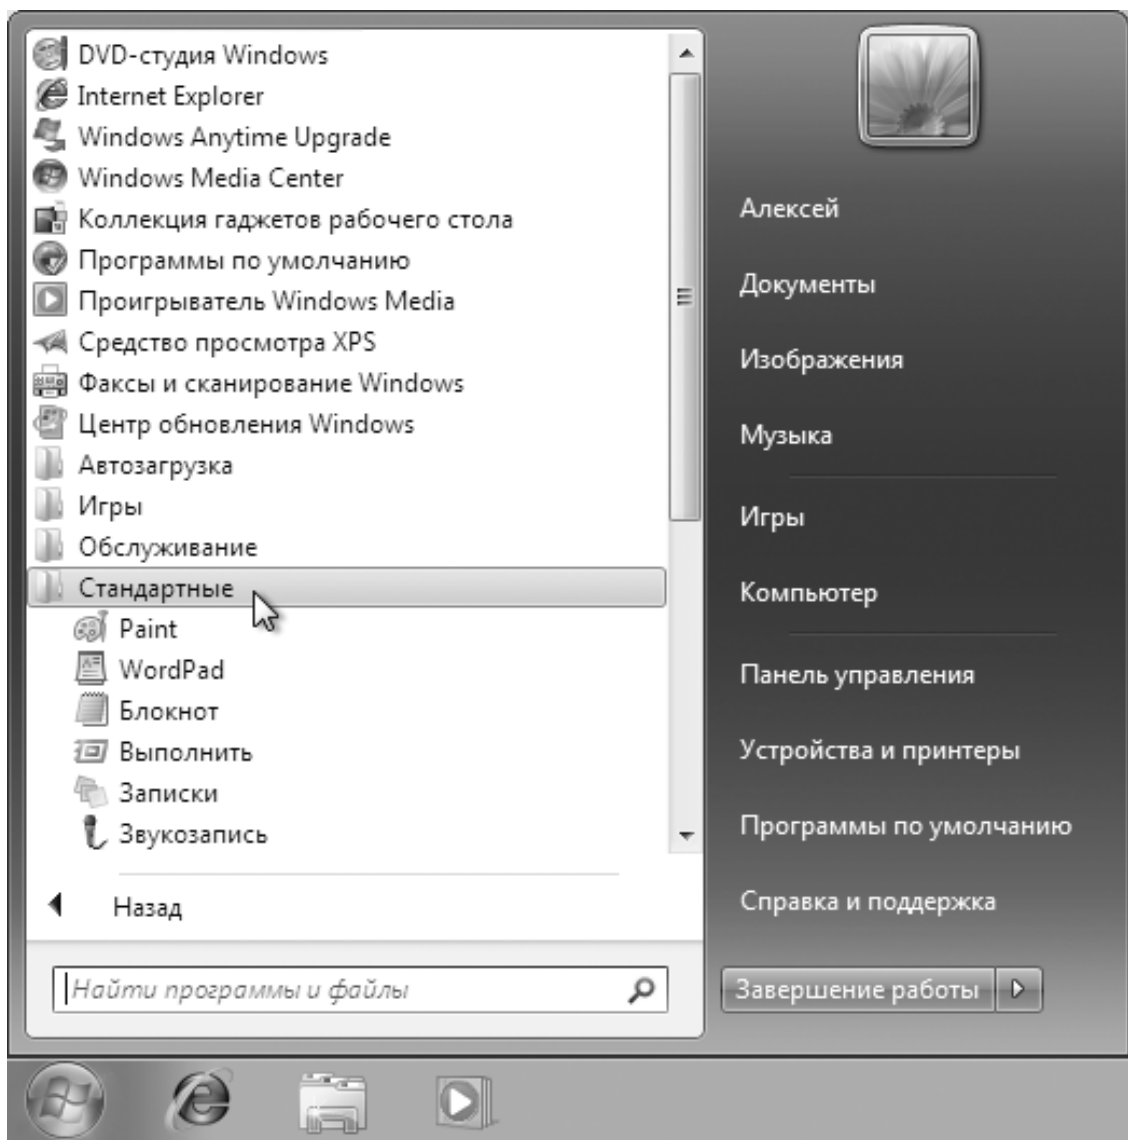 DVD-студия Windows
Internet Explorer
Windows Anytime Upgrade
Windows Media Center
Коллекция гаджетов рабочего стола
Программы по умолчанию
Проигрыватель Windows Media
Средство просмотра XPS
Факсы и сканирование Windows
Центр обновления Windows
Автозагрузка
Игры
Обслуживание
Стандартные
Paint
WordPad
Блокнот
Выполнить
Записки
Звукозапись
Назад
Найти программы и файлы
Алексей
Документы
Изображения
Музыка
Игры
Компьютер
Панель управления
Устройства и принтеры
Программы по умолчанию
Справка и поддержка
Завершение работы